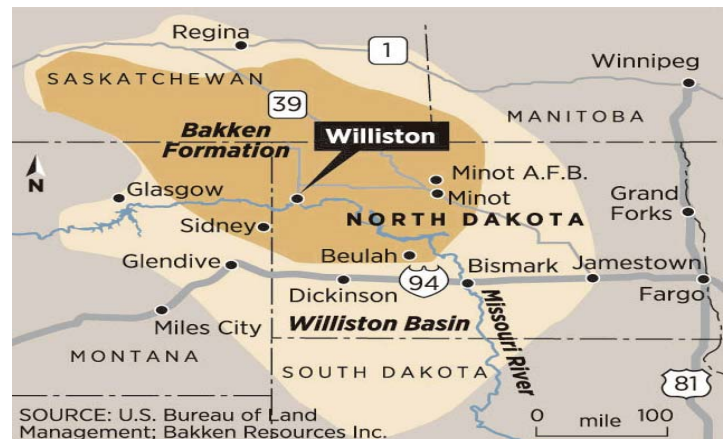 Regina
1
Winnipeg
SASKATCHEWAN
39
MANITOBA
Bakken
Formation
Williston
N
Minot A.F.B.
Glasgow
Minot
Grand
Forks
Sidney
NORTH DAKOTA
Glendive
Beulah
94
Bismark
Jamestown
Dickinson
Fargo
Miles City
Williston Basin
Missouri River
MONTANA
SOUTH DAKOTA
81
SOURCE: U.S. Bureau of Land
Management; Bakken Resources Inc.
0 mile 100